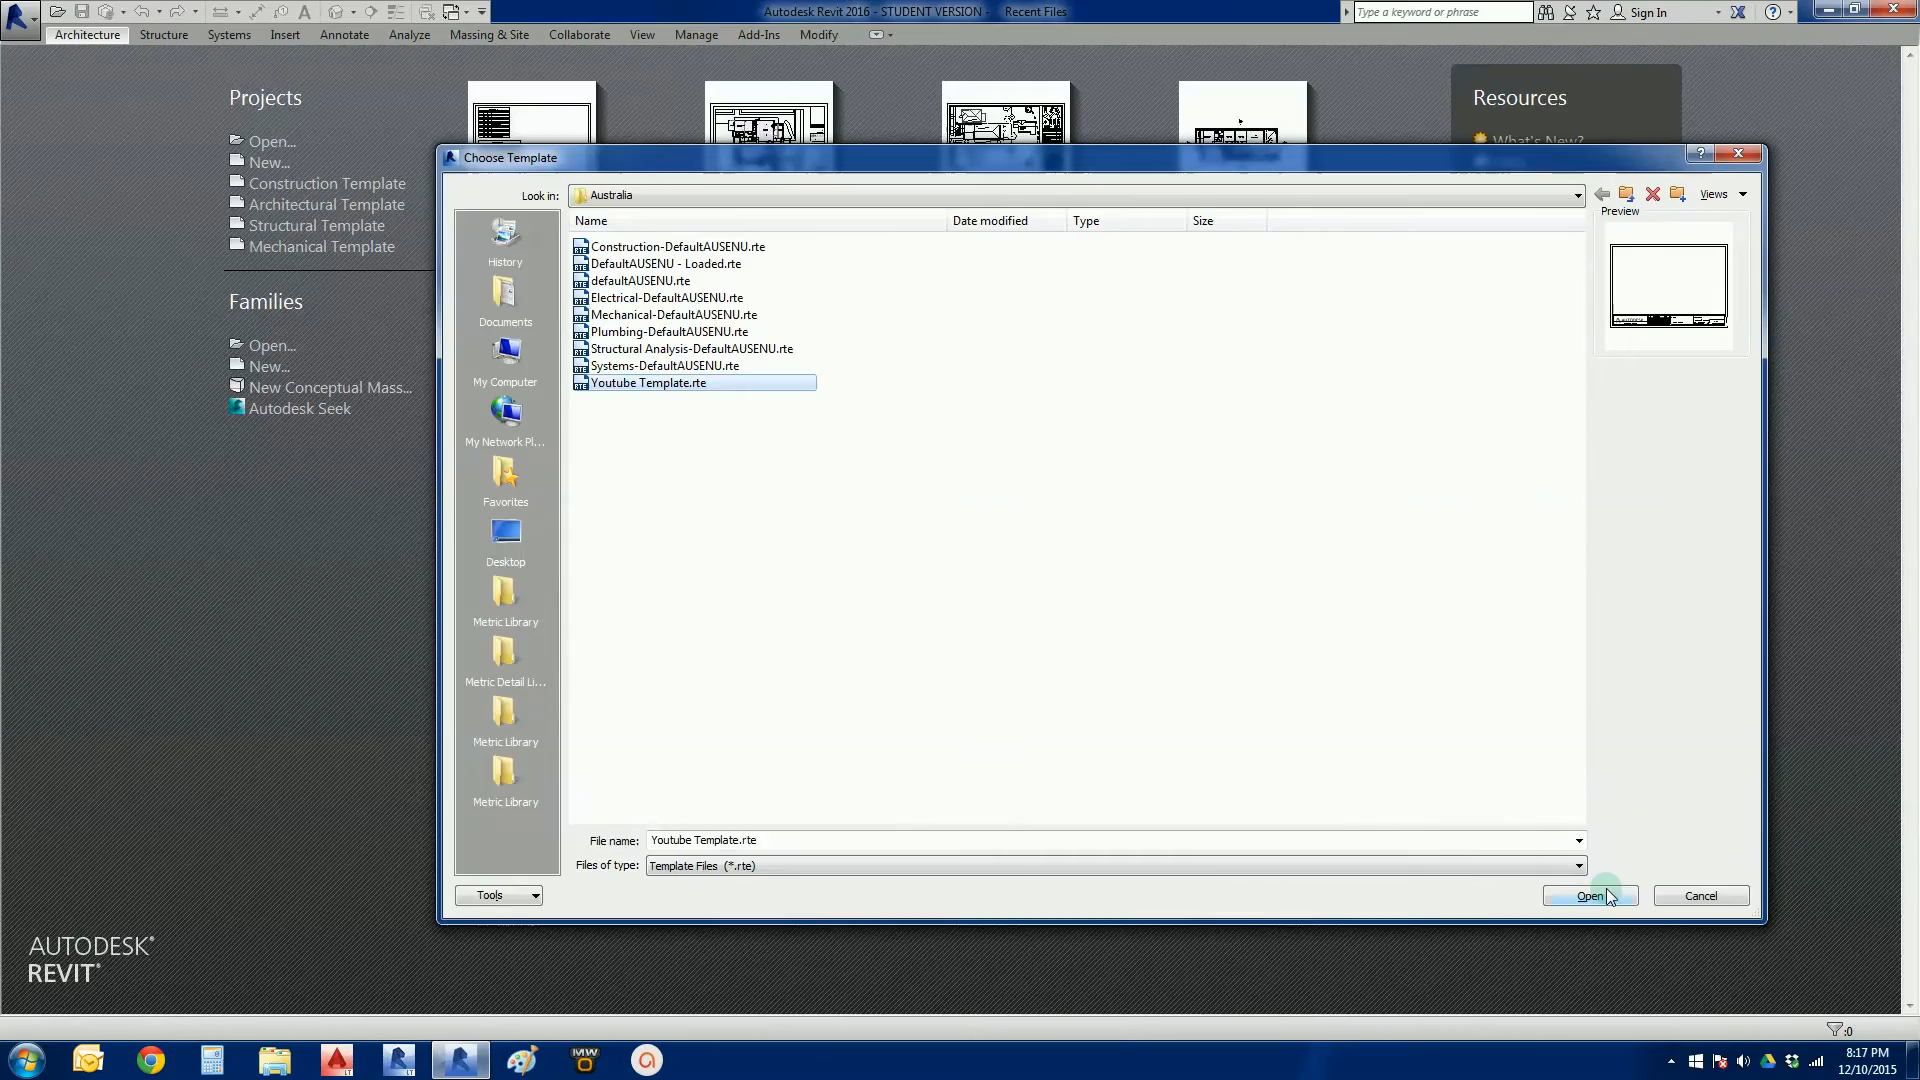 Autodesk Revit 2016 - STUDENT VERSION - Recent Files
Type a keyword or phrase
Sign In
Architecture Structure Systems Insert Annotate Analyze Massing & Site Collaborate View Manage Add-Ins Modify
Projects
Open...
New...
Construction Template
Architectural Template
Structural Template
Mechanical Template
Families
Open...
New...
New Conceptual Mass...
Autodesk Seek
Resources
What's New?
Choose Template
Look in: Australia
Views
Preview
Name Date modified Type Size
Construction-DefaultAUSENU.rte
DefaultAUSENU - Loaded.rte
defaultAUSENU.rte
Electrical-DefaultAUSENU.rte
Mechanical-DefaultAUSENU.rte
Plumbing-DefaultAUSENU.rte
Structural Analysis-DefaultAUSENU.rte
Systems-DefaultAUSENU.rte
Youtube Template.rte
History
Documents
My Computer
My Network Pl...
Favorites
Desktop
Metric Library
Metric Detail Li...
Metric Library
Metric Library
File name: Youtube Template.rte
Files of type: Template Files (*.rte)
Tools
Open
Cancel
AUTODESK®
REVIT®
:0
8:17 PM
12/10/2015